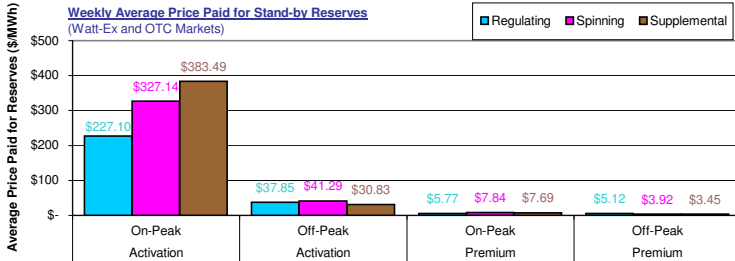 Weekly Average Price Paid for Stand-by Reserves
(Watt-Ex and OTC Markets)
Regulating Spinning Supplemental
Average Price Paid for Reserves ($/MWh)
$500
$400
$300
$200
$100
$-
$227.10 $327.14 $383.49
$37.85 $41.29 $30.83
$5.77 $7.84 $7.69
$5.12 $3.92 $3.45
On-Peak Off-Peak On-Peak Off-Peak
Activation Activation Premium Premium